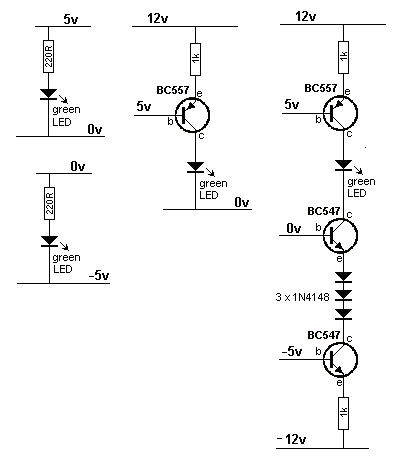 5v
220R
green
LED
0v
0v
220R
green
LED
-5v
12v
1k
BC557
e
5v
b
c
green
LED
0v
12v
1k
BC557
e
5v
b
c
green
LED
BC547
c
0v
b
e
3 x 1N4148
BC547
c
-5v
b
e
1k
-12v